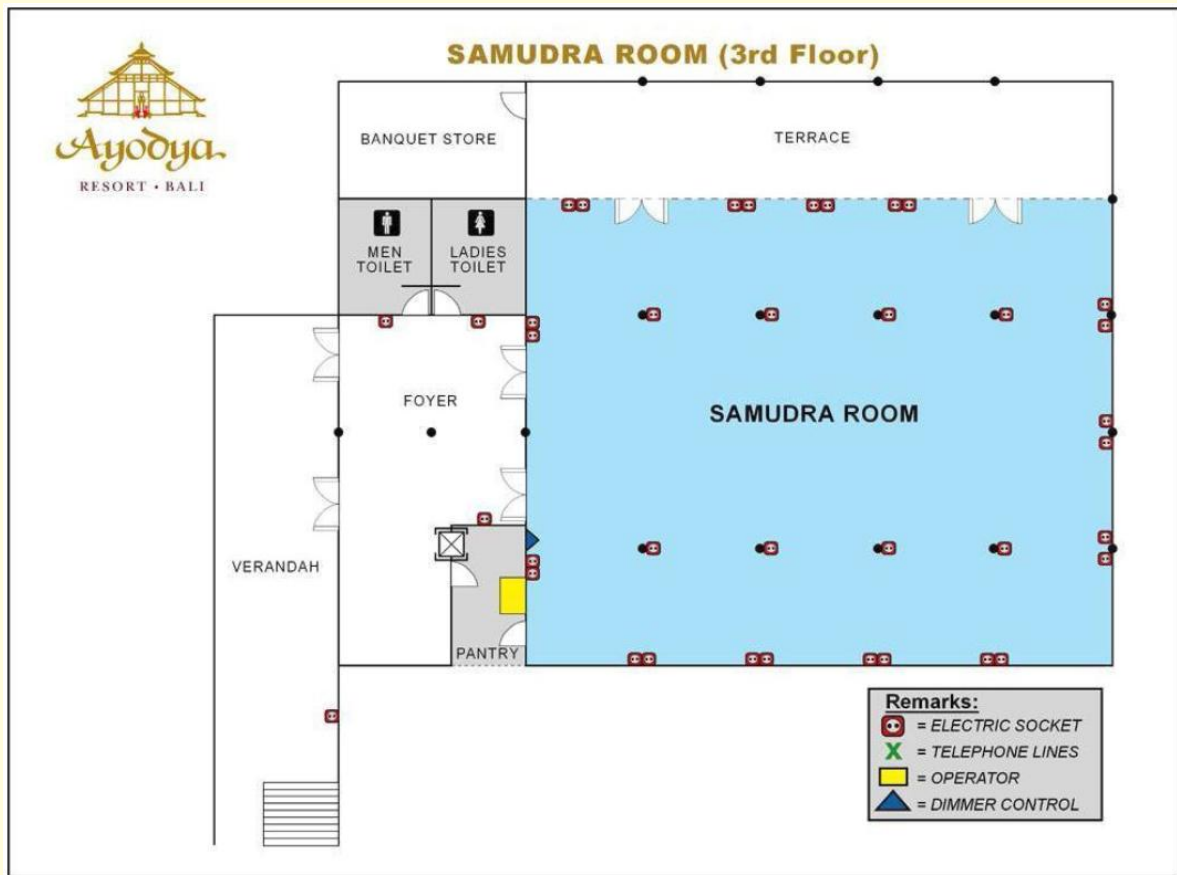 SAMUDRA ROOM (3rd Floor)
Ayodya
RESORT • BALI
BANQUET STORE
TERRACE
MEN
TOILET
LADIES
TOILET
FOYER
SAMUDRA ROOM
VERANDAH
PANTRY
Remarks:
= ELECTRIC SOCKET
X = TELEPHONE LINES
= OPERATOR
= DIMMER CONTROL